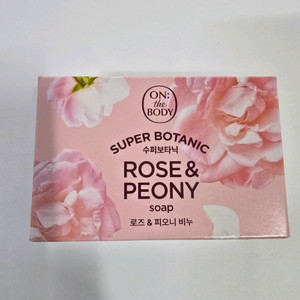 ON:
the
BODY
SUPER BOTANIC
수퍼보타닉
ROSE &
PEONY
soap
로즈 & 피오니 비누